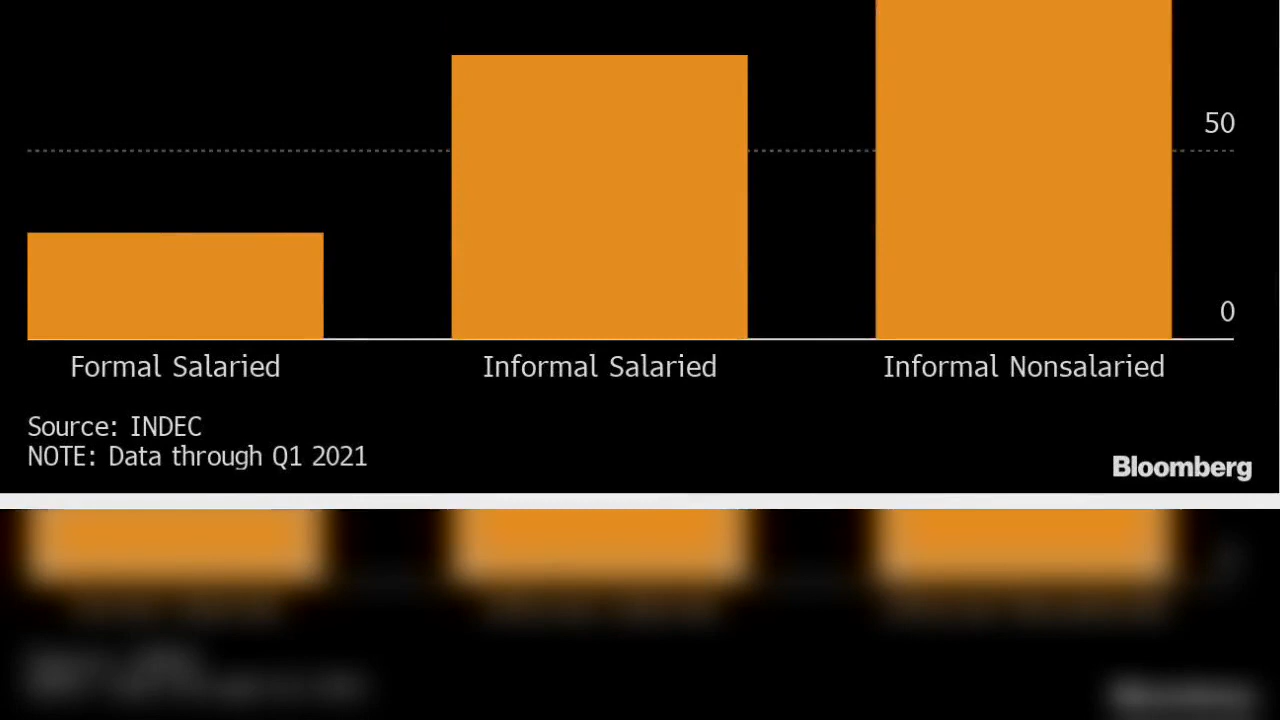 50
0
Formal Salaried Informal Salaried Informal Nonsalaried
Source: INDEC
NOTE: Data through Q1 2021
Bloomberg